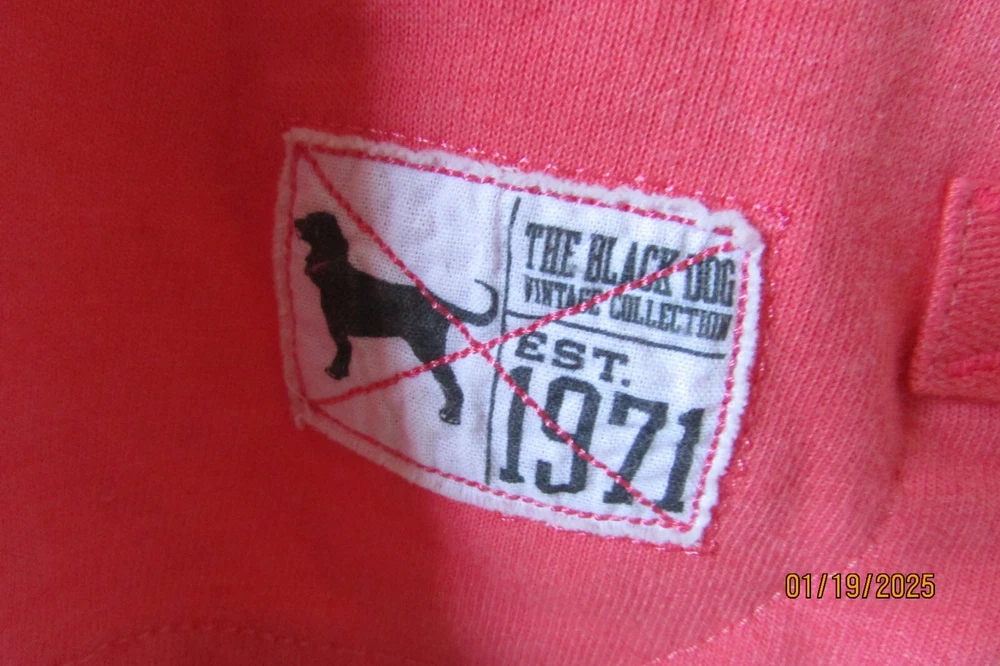 THE BLACK DOG
VINTAGE COLLECTION
EST.
1971
01/19/2025